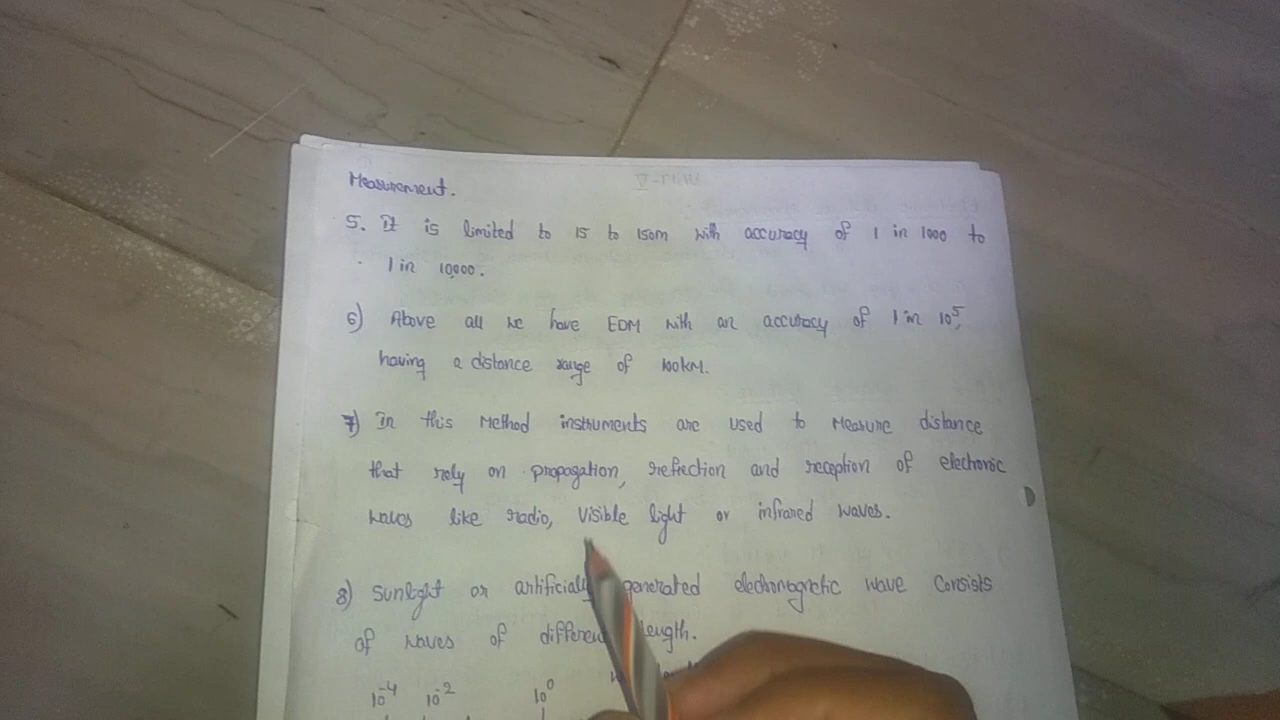 Measurement.
5. It is limited to 15 to 150m with accuracy of 1 in 1000 to
1 in 10,000.
6) Above all we have EDM with an accuracy of 1 in 10⁵,
having a distance range of 100KM.
7) In this Method instruments are used to Measure distance
that rely on propagation, reflection and reception of electronic
waves like radio, Visible light or infrared waves.
8) Sunlight or artificially generated electronagnetic wave Consists
of waves of different length.
10⁻⁴ 10⁻² 10⁰